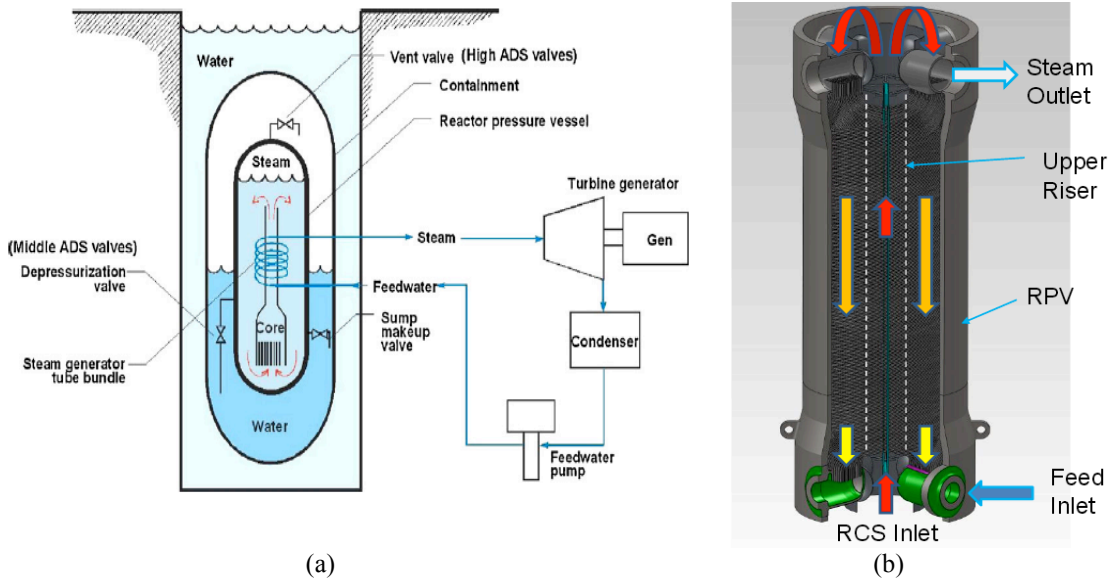 Water
Vent valve (High ADS valves)
Containment
Reactor pressure vessel
Steam
Turbine generator
Gen
(Middle ADS valves)
Depressurization
valve
Steam
Feedwater
Core
Sump
makeup
valve
Condenser
Steam generator
tube bundle
Water
Feedwater
pump
(a)
Steam
Outlet
Upper
Riser
RPV
Feed
Inlet
RCS Inlet
(b)